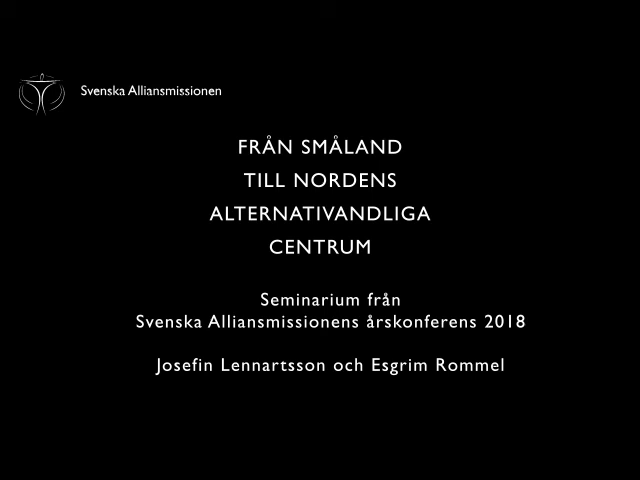 Svenska Alliansmissionen
FRÅN SMÅLAND
TILL NORDENS
ALTERNATIVANDLIGA
CENTRUM
Seminarium från
Svenska Alliansmissionens årskonferens 2018
Josefin Lennartsson och Esgrim Rommel